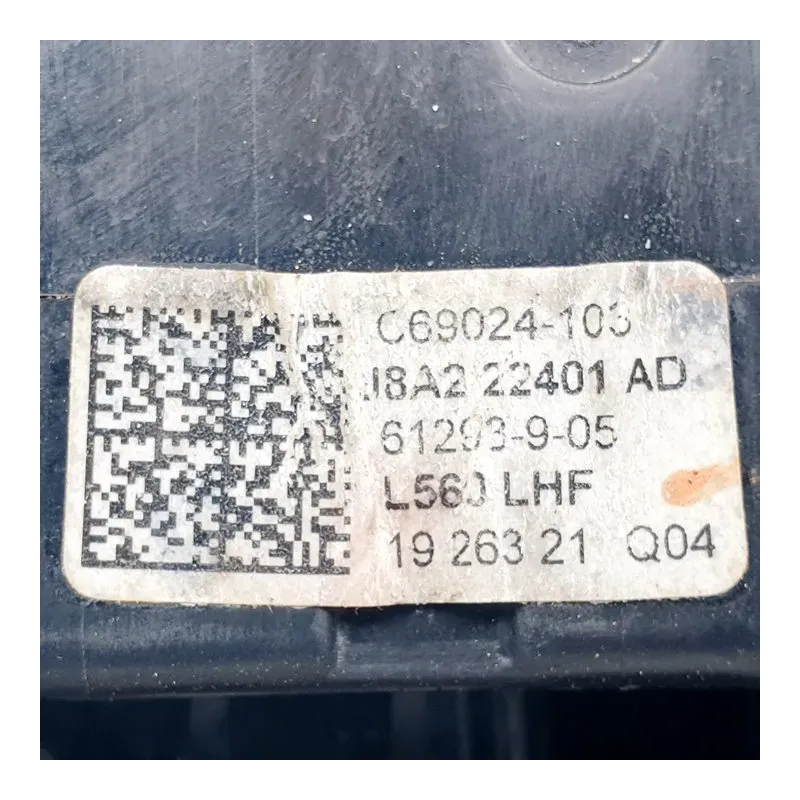 C69024-103
J8A2 22401 AD
61293-9-05
L560 LHF
19 263 21 Q04